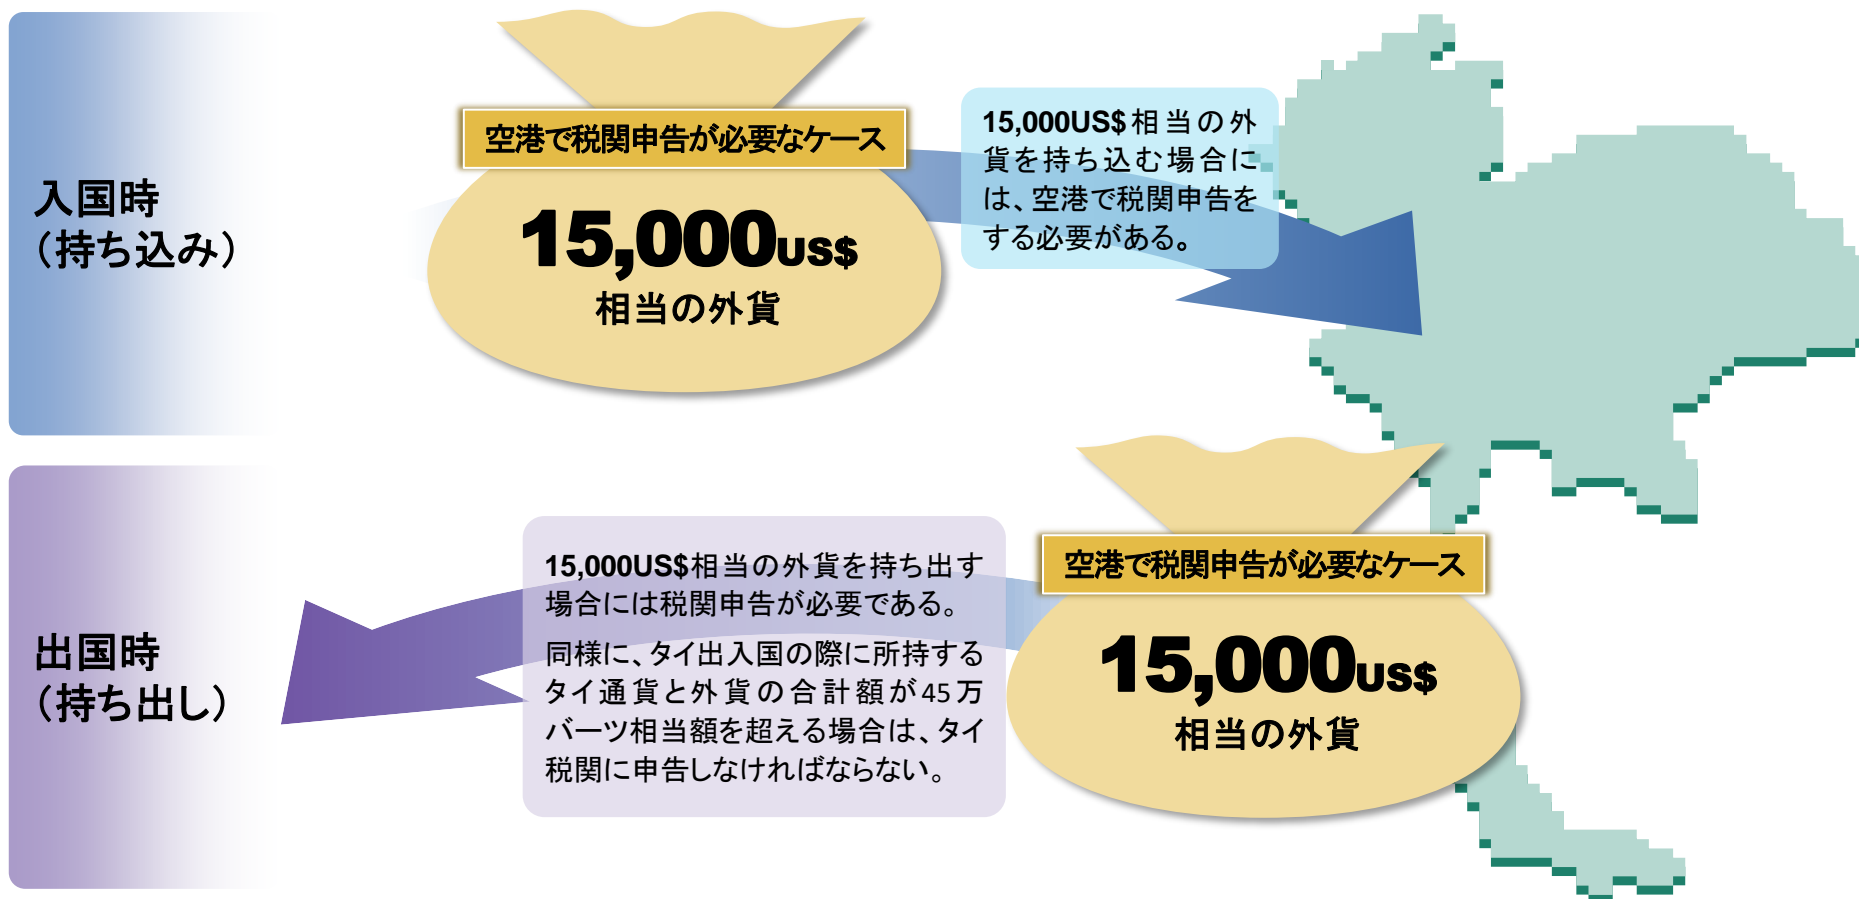 入国時
（持ち込み）
空港で税関申告が必要なケース
15,000US$
相当の外貨
15,000US$相当の外
貨を持ち込む場合に
は、空港で税関申告を
する必要がある。
出国時
（持ち出し）
15,000US$相当の外貨を持ち出す
場合には税関申告が必要である。
同様に、タイ出入国の際に所持する
タイ通貨と外貨の合計額が45万
バーツ相当額を超える場合は、タイ
税関に申告しなければならない。
空港で税関申告が必要なケース
15,000US$
相当の外貨